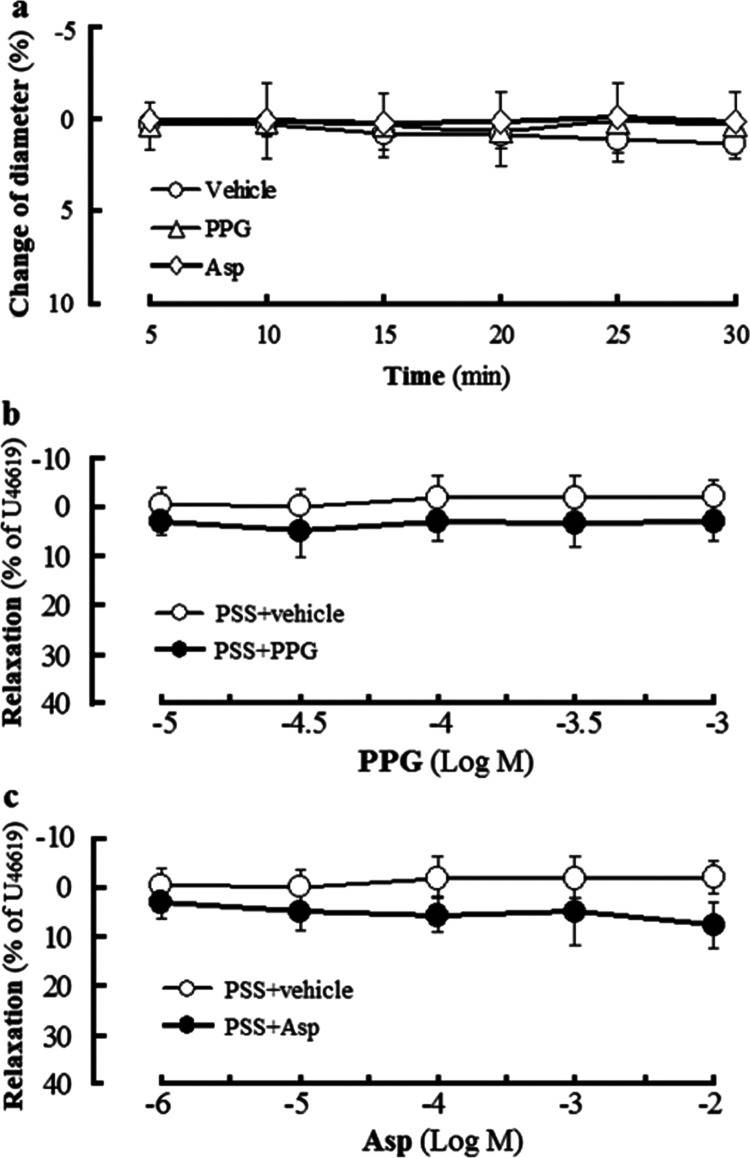 a
Change of diameter (%)
-5
0
5
10
Vehicle
PPG
Asp
5 10 15 20 25 30
Time (min)
b
Relaxation (% of U46619)
-10
0
10
20
30
40
PSS+vehicle
PSS+PPG
-5 -4.5 -4 -3.5 -3
PPG (Log M)
c
Relaxation (% of U46619)
-10
0
10
20
30
40
PSS+vehicle
PSS+Asp
-6 -5 -4 -3 -2
Asp (Log M)